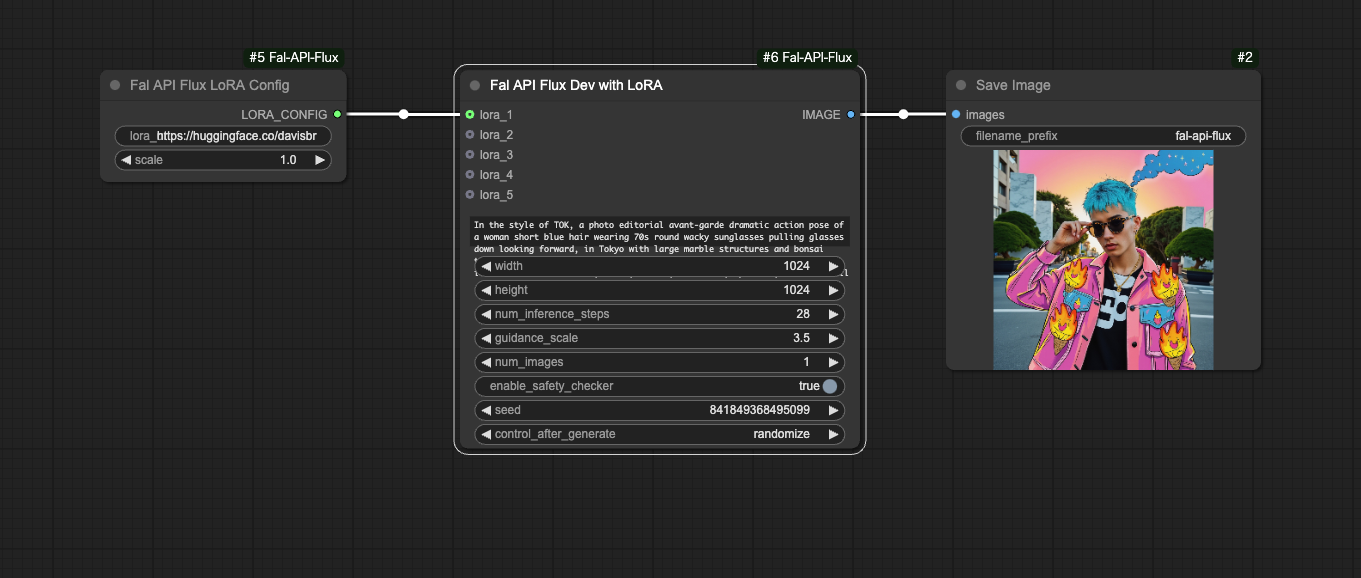 #5 Fal-API-Flux
Fal API Flux LoRA Config
LORA_CONFIG
lora_https://huggingface.co/davisbr
scale 1.0
#6 Fal-API-Flux
Fal API Flux Dev with LoRA
lora_1 IMAGE
lora_2
lora_3
lora_4
lora_5
In the style of TOK, a photo editorial avant-garde dramatic action pose of
a woman short blue hair wearing 70s round wacky sunglasses pulling glasses
down looking forward, in Tokyo with large marble structures and bonsai
width 1024
height 1024
num_inference_steps 28
guidance_scale 3.5
num_images 1
enable_safety_checker true
seed 841849368495099
control_after_generate randomize
#2
Save Image
images
filename_prefix fal-api-flux